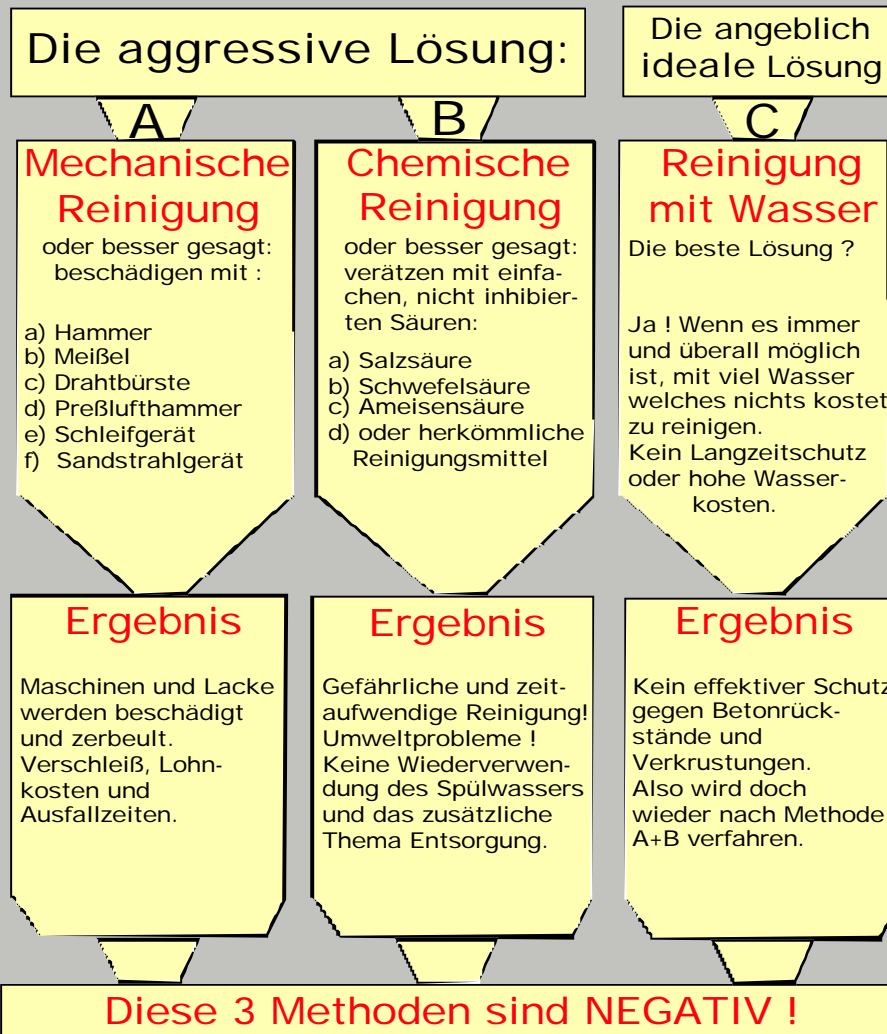 Die aggressive Lösung:
A
Mechanische
Reinigung
oder besser gesagt:
beschädigen mit :
a) Hammer
b) Meißel
c) Drahtbürste
d) Preßlufthammer
e) Schleifgerät
f) Sandstrahlgerät
Ergebnis
Maschinen und Lacke
werden beschädigt
und zerbeult.
Verschleiß, Lohn-
kosten und
Ausfallzeiten.
B
Chemische
Reinigung
oder besser gesagt:
verätzen mit einfa-
chen, nicht inhibier-
ten Säuren:
a) Salzsäure
b) Schwefelsäure
c) Ameisensäure
d) oder herkömmliche
Reinigungsmittel
Ergebnis
Gefährliche und zeit-
aufwendige Reinigung!
Umweltprobleme !
Keine Wiederverwen-
dung des Spülwassers
und das zusätzliche
Thema Entsorgung.
Die angeblich
ideale Lösung
C
Reinigung
mit Wasser
Die beste Lösung ?
Ja ! Wenn es immer
und überall möglich
ist, mit viel Wasser
welches nichts kostet
zu reinigen.
Kein Langzeitschutz
oder hohe Wasser-
kosten.
Ergebnis
Kein effektiver Schutz
gegen Betonrück-
stände und
Verkrustungen.
Also wird doch
wieder nach Methode
A+B verfahren.
Diese 3 Methoden sind NEGATIV !